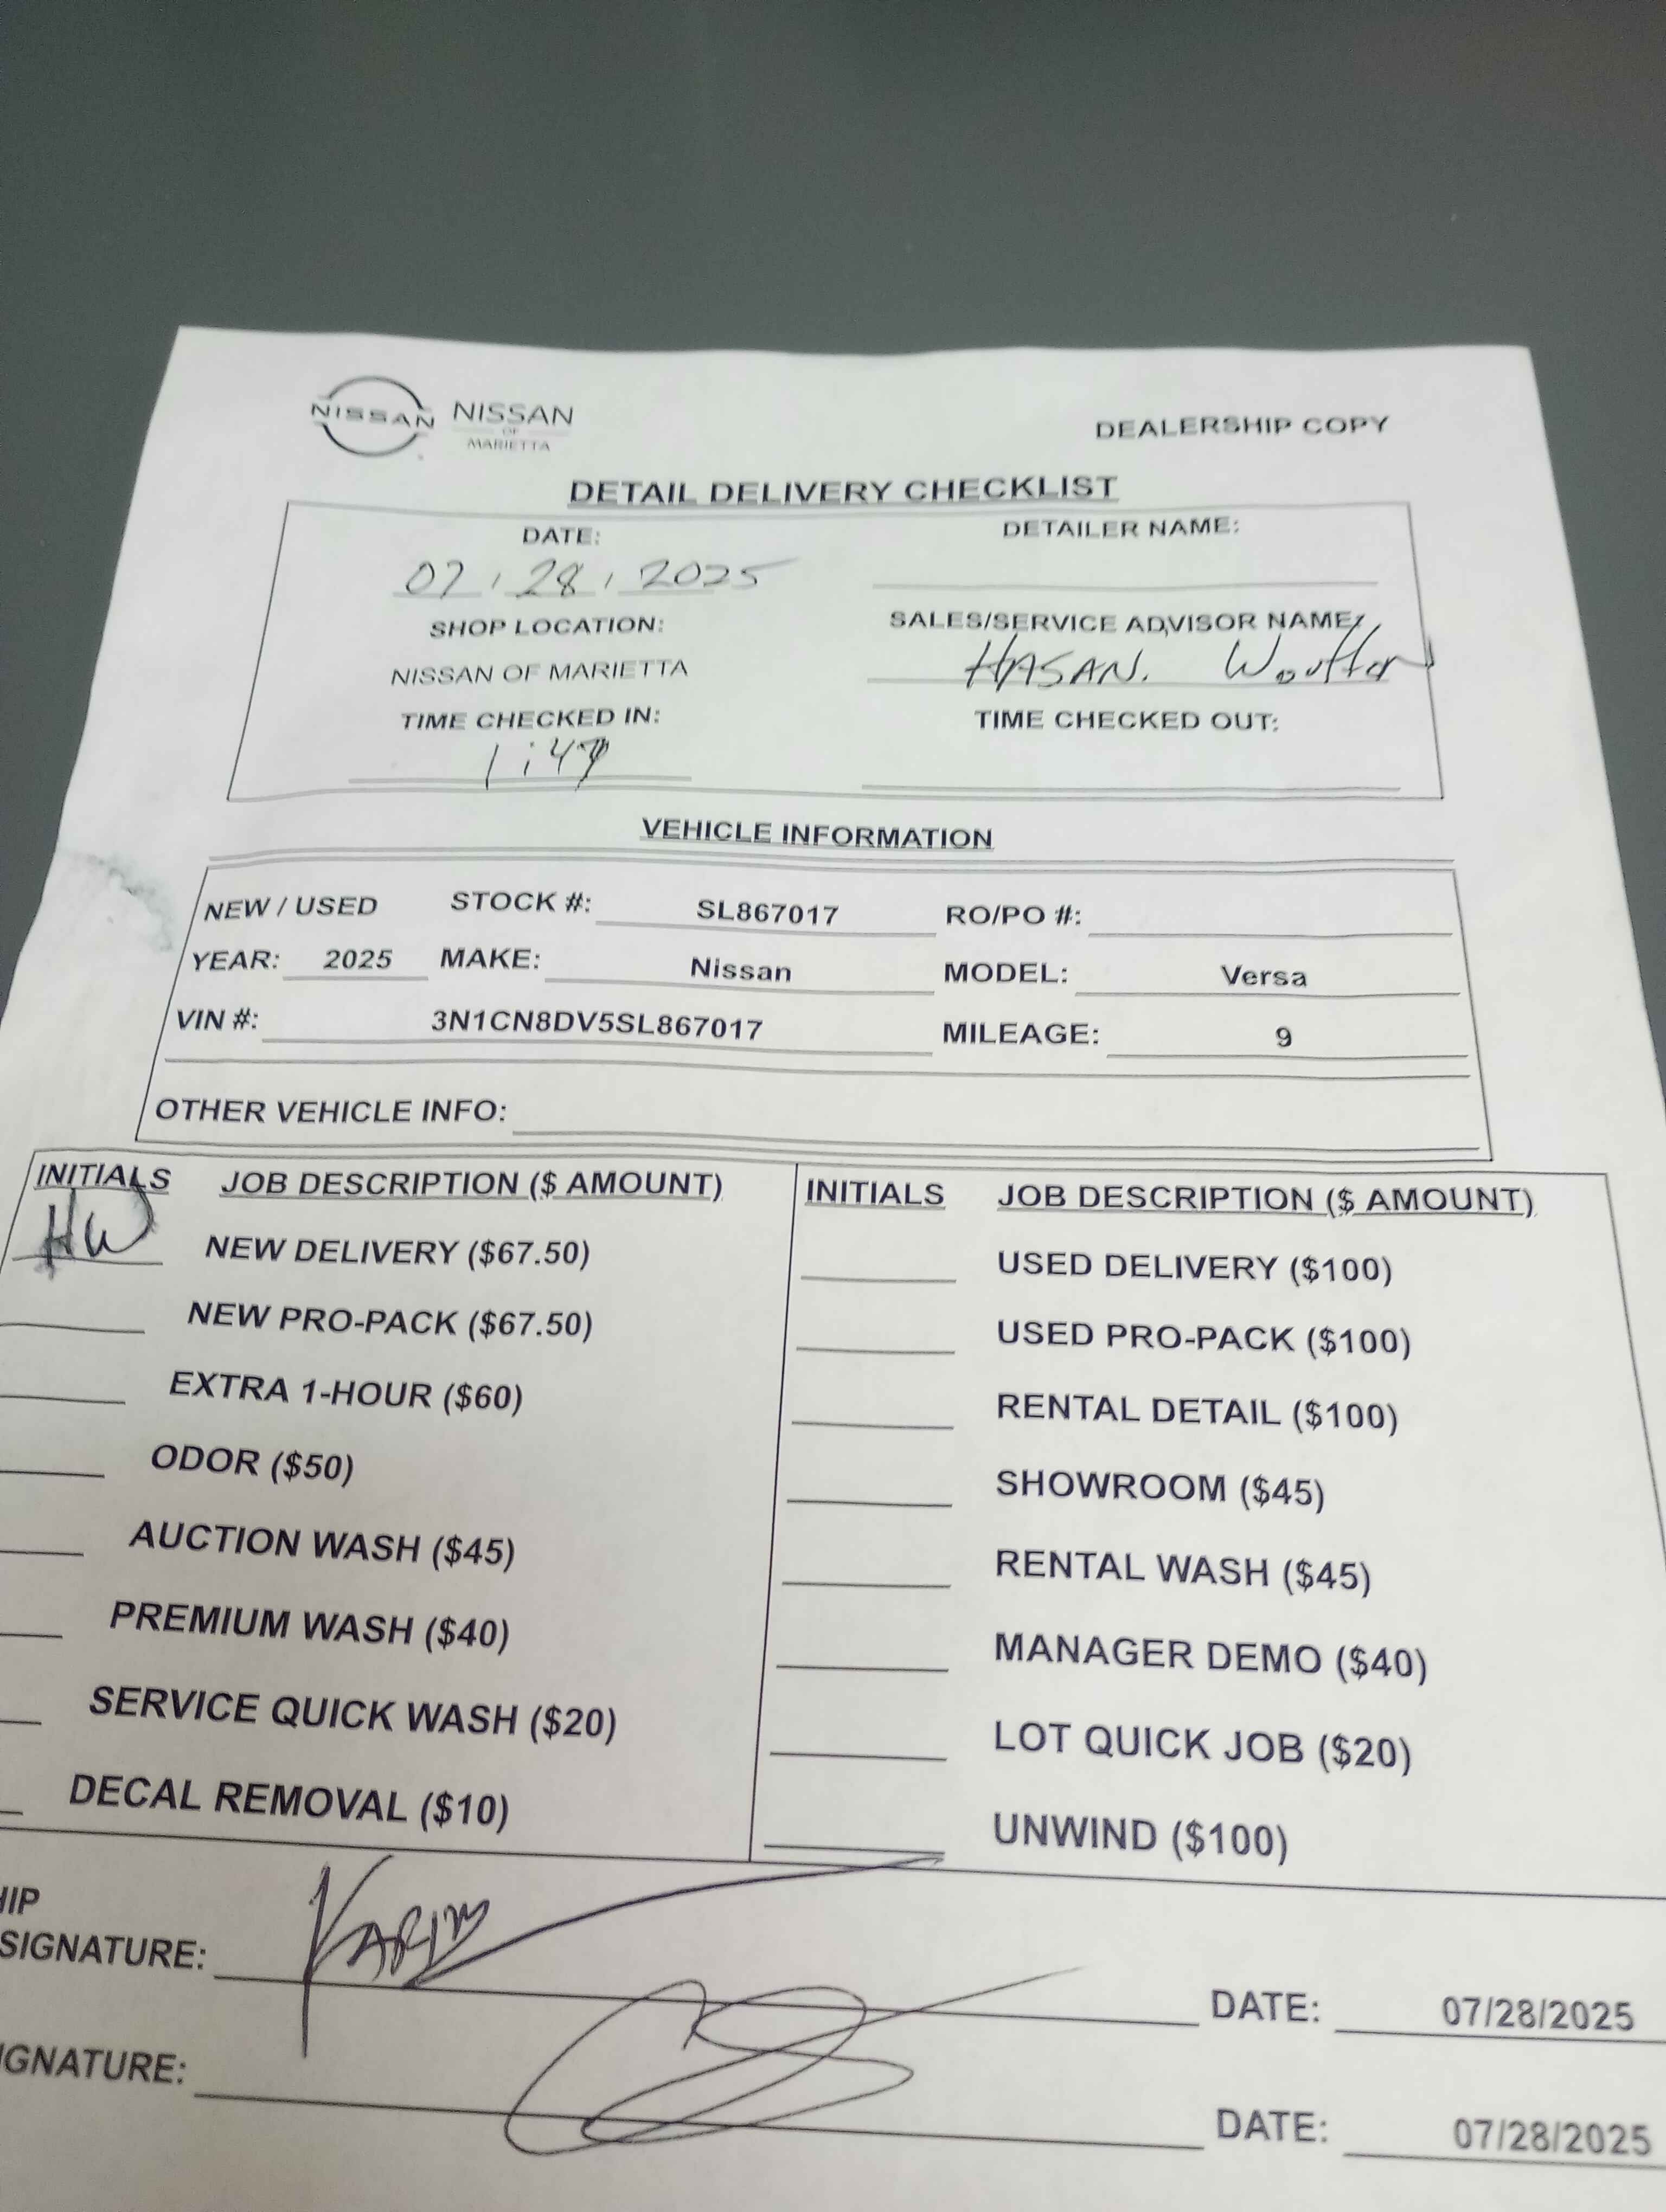 NISSAN NISSAN OF MARIETTA
DEALERSHIP COPY
DETAIL DELIVERY CHECKLIST
DATE: DETAILER NAME:
07 / 28 / 2025
SHOP LOCATION: SALES/SERVICE ADVISOR NAME:
NISSAN OF MARIETTA HASAN.
TIME CHECKED IN: TIME CHECKED OUT:
1:47
VEHICLE INFORMATION
NEW / USED STOCK #: SL867017 RO/PO #:
YEAR: 2025 MAKE: Nissan MODEL: Versa
VIN #: 3N1CN8DV5SL867017 MILEAGE: 9
OTHER VEHICLE INFO:
INITIALS JOB DESCRIPTION ($ AMOUNT) INITIALS JOB DESCRIPTION ($ AMOUNT)
HW NEW DELIVERY ($67.50) USED DELIVERY ($100)
NEW PRO-PACK ($67.50) USED PRO-PACK ($100)
EXTRA 1-HOUR ($60) RENTAL DETAIL ($100)
ODOR ($50) SHOWROOM ($45)
AUCTION WASH ($45) RENTAL WASH ($45)
PREMIUM WASH ($40) MANAGER DEMO ($40)
SERVICE QUICK WASH ($20) LOT QUICK JOB ($20)
DECAL REMOVAL ($10) UNWIND ($100)
HIP
SIGNATURE: KARIM DATE: 07/28/2025
IGNATURE: DATE: 07/28/2025